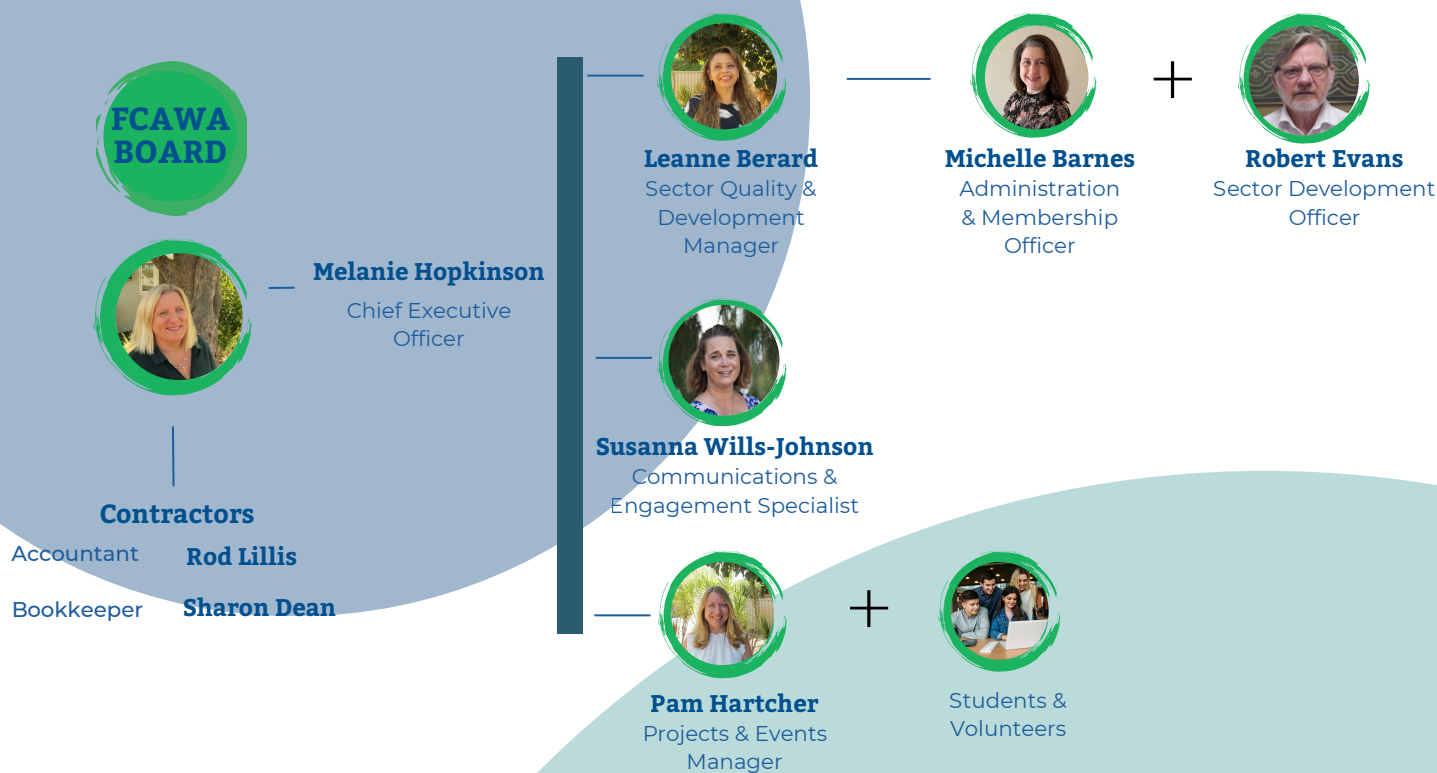 FCAWA
BOARD
Melanie Hopkinson
Chief Executive
Officer
Contractors
Accountant Rod Lillis
Bookkeeper Sharon Dean
Leanne Berard
Sector Quality &
Development
Manager
Michelle Barnes
Administration
& Membership
Officer
Robert Evans
Sector Development
Officer
Susanna Wills-Johnson
Communications &
Engagement Specialist
Pam Hartcher
Projects & Events
Manager
Students &
Volunteers